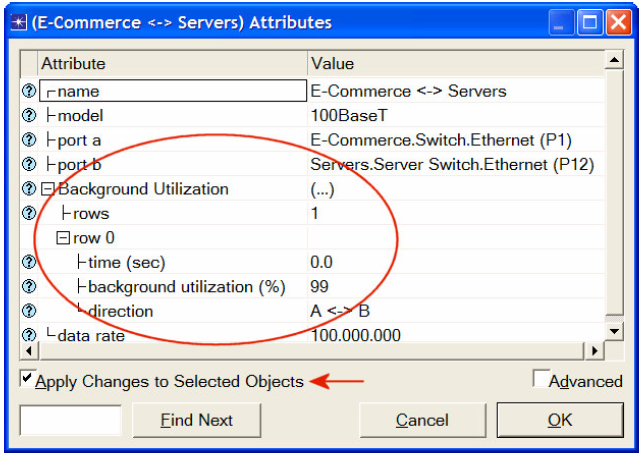 (E-Commerce <-> Servers) Attributes
Attribute Value
name E-Commerce <-> Servers
model 100BaseT
port a E-Commerce.Switch.Ethernet (P1)
port b Servers.Server Switch.Ethernet (P12)
Background Utilization (...)
rows 1
row 0
time (sec) 0.0
background utilization (%) 99
direction A <-> B
data rate 100.000.000
Apply Changes to Selected Objects Advanced
Find Next Cancel OK